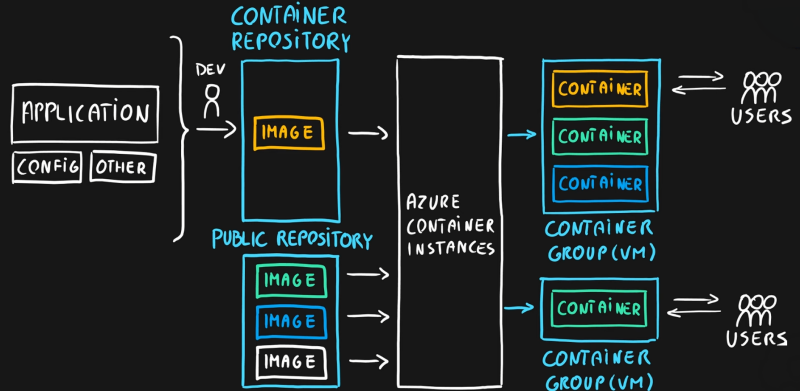 CONTAINER
REPOSITORY
DEV
APPLICATION
CONFIG
OTHER
IMAGE
PUBLIC REPOSITORY
IMAGE
IMAGE
IMAGE
AZURE
CONTAINER
INSTANCES
CONTAINER
CONTAINER
CONTAINER
CONTAINER
GROUP(VM)
USERS
CONTAINER
CONTAINER
GROUP(VM)
USERS